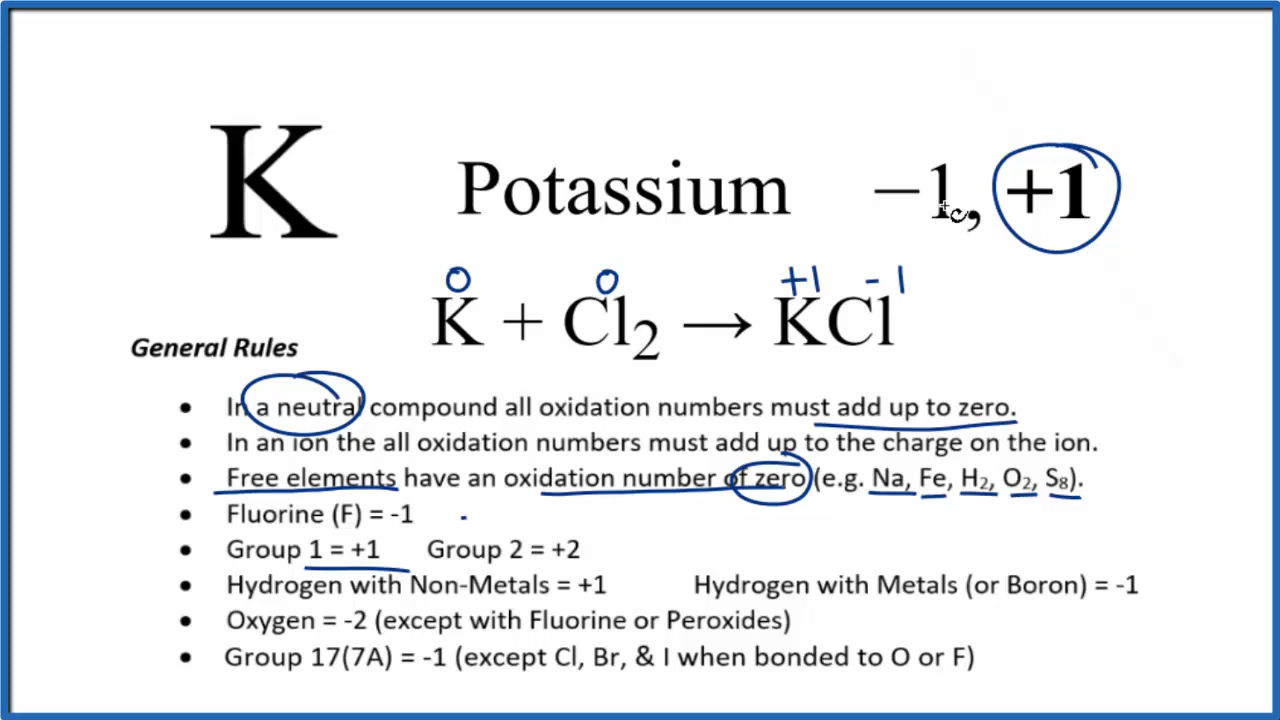 K Potassium −1, +1
0 0 +1 -1
K + Cl₂ → KCl
General Rules
• In a neutral compound all oxidation numbers must add up to zero.
• In an ion the all oxidation numbers must add up to the charge on the ion.
• Free elements have an oxidation number of zero (e.g. Na, Fe, H₂, O₂, S₈).
• Fluorine (F) = -1
• Group 1 = +1 Group 2 = +2
• Hydrogen with Non-Metals = +1 Hydrogen with Metals (or Boron) = -1
• Oxygen = -2 (except with Fluorine or Peroxides)
• Group 17(7A) = -1 (except Cl, Br, & I when bonded to O or F)